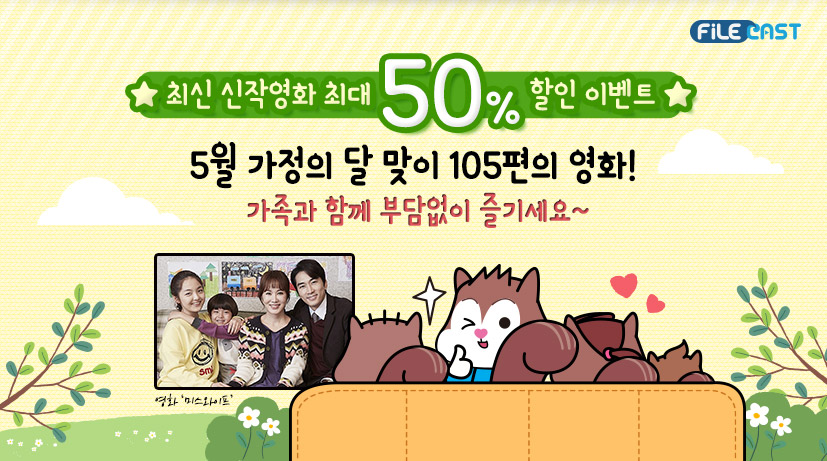 FiLECAST
최신 신작영화 최대 50% 할인 이벤트
5월 가정의 달 맞이 105편의 영화!
가족과 함께 부담없이 즐기세요~
영화 '미스와이프'